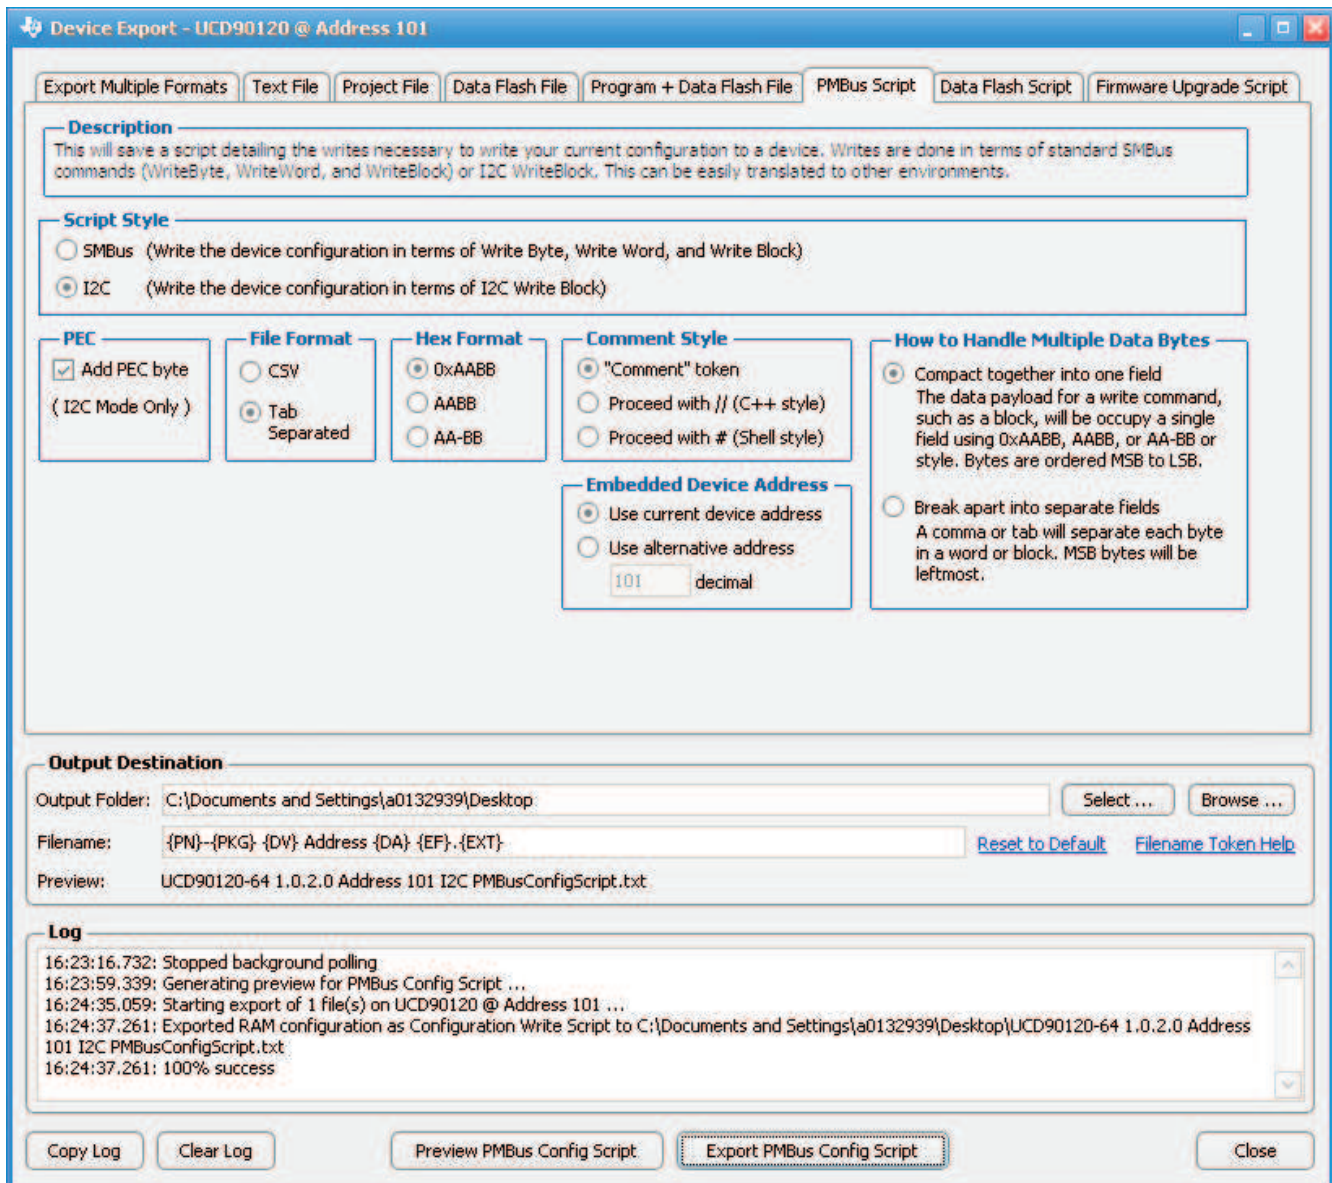 Device Export - UCD90120 @ Address 101
Export Multiple Formats Text File Project File Data Flash File Program + Data Flash File PMBus Script Data Flash Script Firmware Upgrade Script
Description
This will save a script detailing the writes necessary to write your current configuration to a device. Writes are done in terms of standard SMBus
commands (WriteByte, WriteWord, and WriteBlock) or I2C WriteBlock. This can be easily translated to other environments.
Script Style
SMBus (Write the device configuration in terms of Write Byte, Write Word, and Write Block)
I2C (Write the device configuration in terms of I2C Write Block)
PEC
Add PEC byte
( I2C Mode Only )
File Format
CSV
Tab
Separated
Hex Format
0xAABB
AABB
AA-BB
Comment Style
"Comment" token
Proceed with // (C++ style)
Proceed with # (Shell style)
Embedded Device Address
Use current device address
Use alternative address
101 decimal
How to Handle Multiple Data Bytes
Compact together into one field
The data payload for a write command,
such as a block, will be occupy a single
field using 0xAABB, AABB, or AA-BB or
style. Bytes are ordered MSB to LSB.
Break apart into separate fields
A comma or tab will separate each byte
in a word or block. MSB bytes will be
leftmost.
Output Destination
Output Folder: C:\Documents and Settings\a0132939\Desktop Select ... Browse ...
Filename: {PN}-{PKG} {DV} Address {DA} {EF}.{EXT} Reset to Default Filename Token Help
Preview: UCD90120-64 1.0.2.0 Address 101 I2C PMBusConfigScript.txt
Log
16:23:16.732: Stopped background polling
16:23:59.339: Generating preview for PMBus Config Script ...
16:24:35.059: Starting export of 1 file(s) on UCD90120 @ Address 101 ...
16:24:37.261: Exported RAM configuration as Configuration Write Script to C:\Documents and Settings\a0132939\Desktop\UCD90120-64 1.0.2.0 Address
101 I2C PMBusConfigScript.txt
16:24:37.261: 100% success
Copy Log Clear Log Preview PMBus Config Script Export PMBus Config Script Close